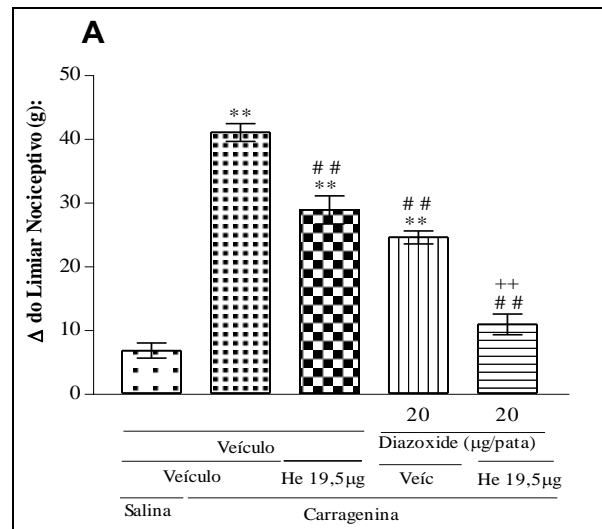 A
Δ do Limiar Nociceptivo (g):
50
40
30
20
10
0
**
# #
**
# #
**
++
# #
20 20
Veículo Diazoxide (μg/pata)
Veículo He 19,5μg Veíc He 19,5μg
Salina Carragenina